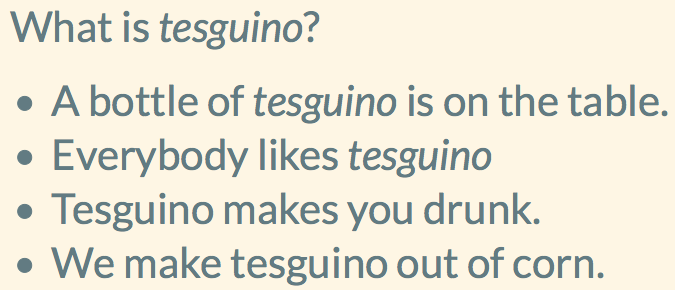 What is tesguino?
• A bottle of tesguino is on the table.
• Everybody likes tesguino
• Tesguino makes you drunk.
• We make tesguino out of corn.